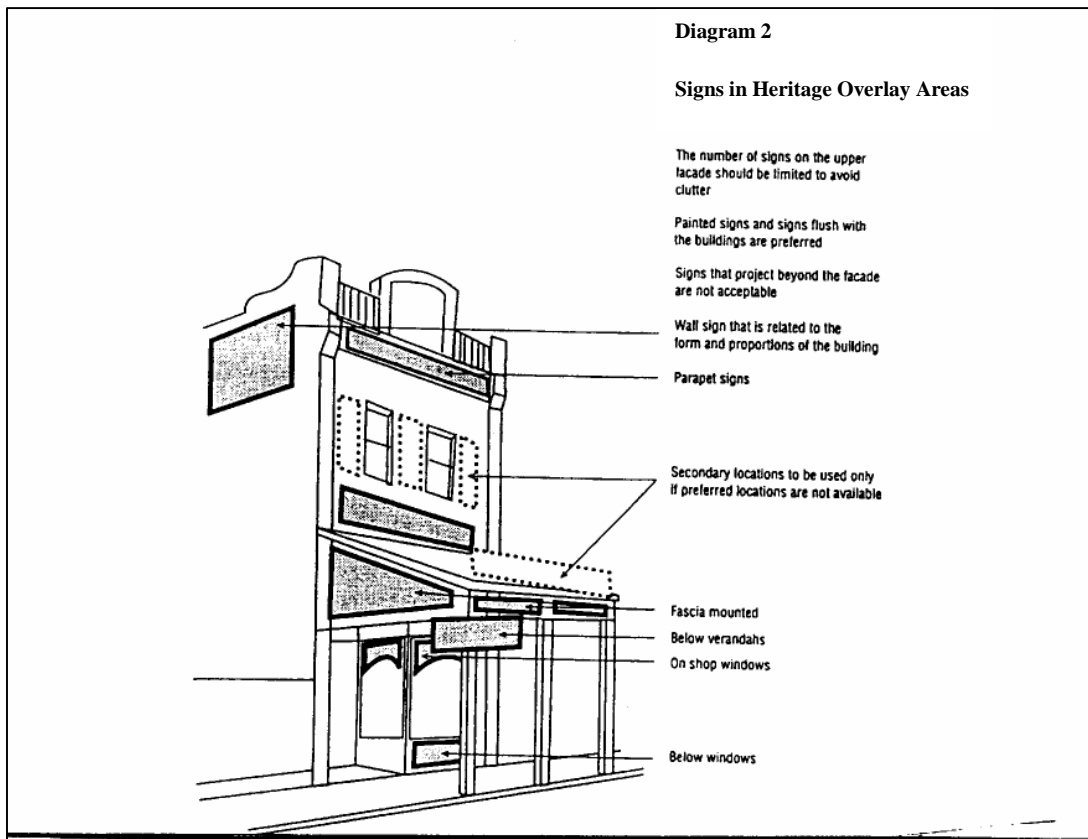 Diagram 2
Signs in Heritage Overlay Areas
The number of signs on the upper
facade should be limited to avoid
clutter
Painted signs and signs flush with
the buildings are preferred
Signs that project beyond the facade
are not acceptable
Wall sign that is related to the
form and proportions of the building
Parapet signs
Secondary locations to be used only
if preferred locations are not available
Fascia mounted
Below verandahs
On shop windows
Below windows